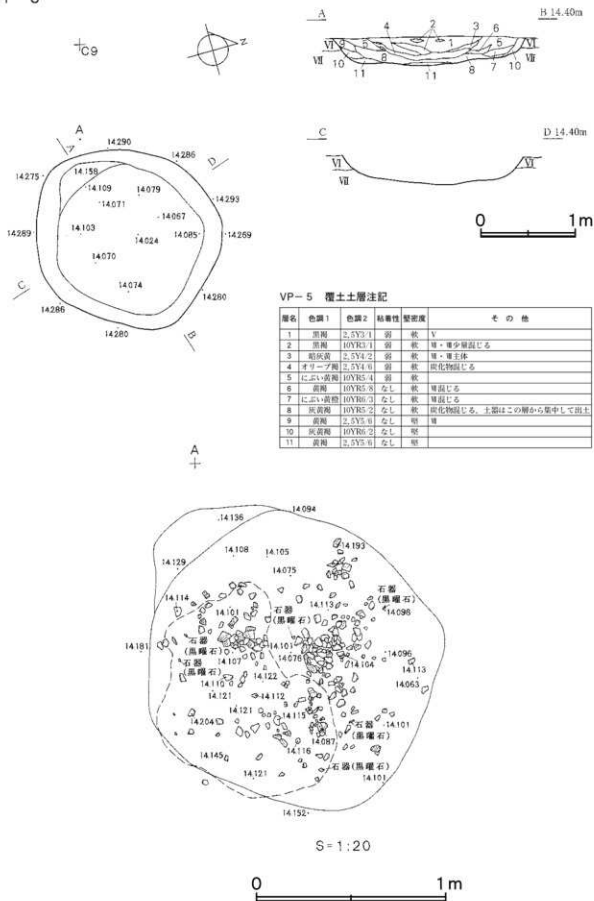 C9
N
A
B 14.40m
2
4
3
6
VI
9
5
1
5
VI
VII
8
VII
10
11
11
8
7
10
C
D 14.40m
VI
VI
VII
0
1m
A
A
14.290
14.286
D
14.275
14.158
14.109
14.079
14.293
14.071
14.067
14.289
14.103
14.024
14.085
14.269
14.070
14.074
14.280
C
14.286
14.280
B
VP－5 覆土土層注記
層名 色調1 色調2 粘着性 堅密度 その他
1 黒褐 2.5Y3/1 弱 軟 V
2 黒褐 10YR3/1 弱 軟
3 暗灰黄 2.5Y4/2 弱 軟
4 オリーブ褐 2.5Y4/6 弱 軟 炭化物混じる
5 にぶい黄褐 10YR5/4 弱 軟
6 黄褐 10YR5/8 なし 軟
7 にぶい黄橙 10YR6/3 なし 軟
8 灰黄褐 10YR5/2 なし 軟 炭化物混じる、土器はこの層から集中して出土
9 黄褐 2.5Y5/6 なし 堅
10 灰黄褐 10YR6/2 なし 堅
11 黄褐 2.5Y5/6 なし 堅
A
14.136
14.094
14.108
14.105
14.193
14.129
14.075
14.114
石器
(黒曜石)
14.101
石器
(黒曜石)
14.113
14.096
14.181
石器
(黒曜石)
14.101
14.096
石器
(黒曜石)
14.107
14.076
14.104
14.113
14.110
14.122
14.063
14.121
14.112
14.121
14.115
14.204
石器
(黒曜石)
14.101
14.087
14.145
14.116
14.121
石器(黒曜石)
14.101
14.152
S=1:20
0
1m